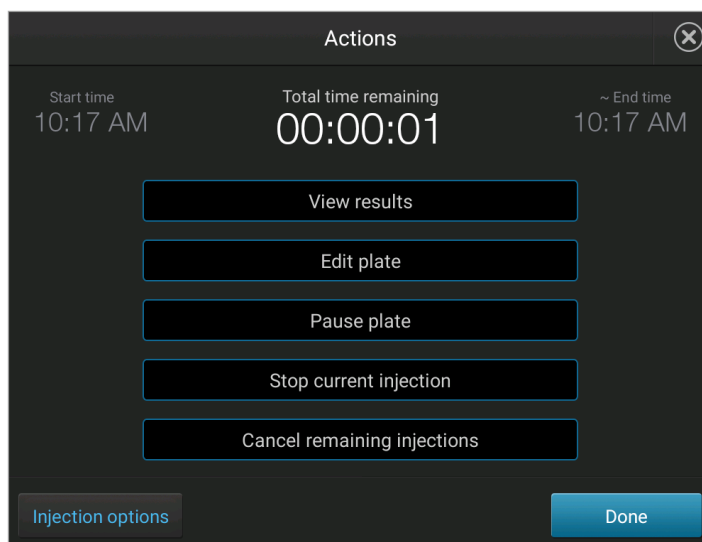 Actions
Start time
10:17 AM
Total time remaining
00:00:01
~ End time
10:17 AM
View results
Edit plate
Pause plate
Stop current injection
Cancel remaining injections
Injection options
Done